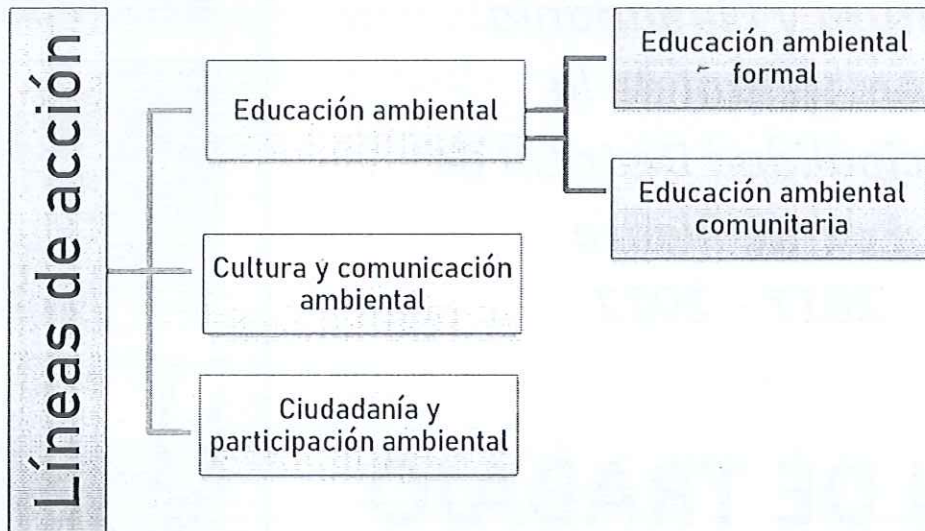 Líneas de acción
Educación ambiental
Cultura y comunicación
ambiental
Ciudadanía y
participación ambiental
Educación ambiental
formal
Educación ambiental
comunitaria